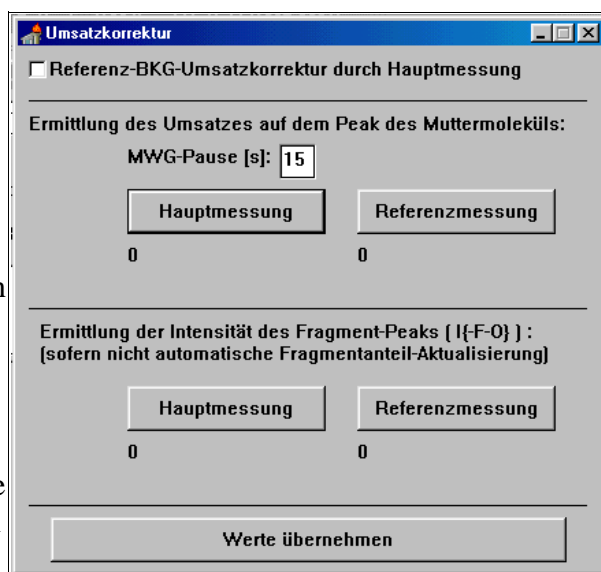 Umsatzkorrektur
Referenz-BKG-Umsatzkorrektur durch Hauptmessung
Ermittlung des Umsatzes auf dem Peak des Muttermoleküls:
MWG-Pause [s]: 15
Hauptmessung Referenzmessung
0 0
Ermittlung der Intensität des Fragment-Peaks ( I{-F-O} ) :
(sofern nicht automatische Fragmentanteil-Aktualisierung)
Hauptmessung Referenzmessung
0 0
Werte übernehmen